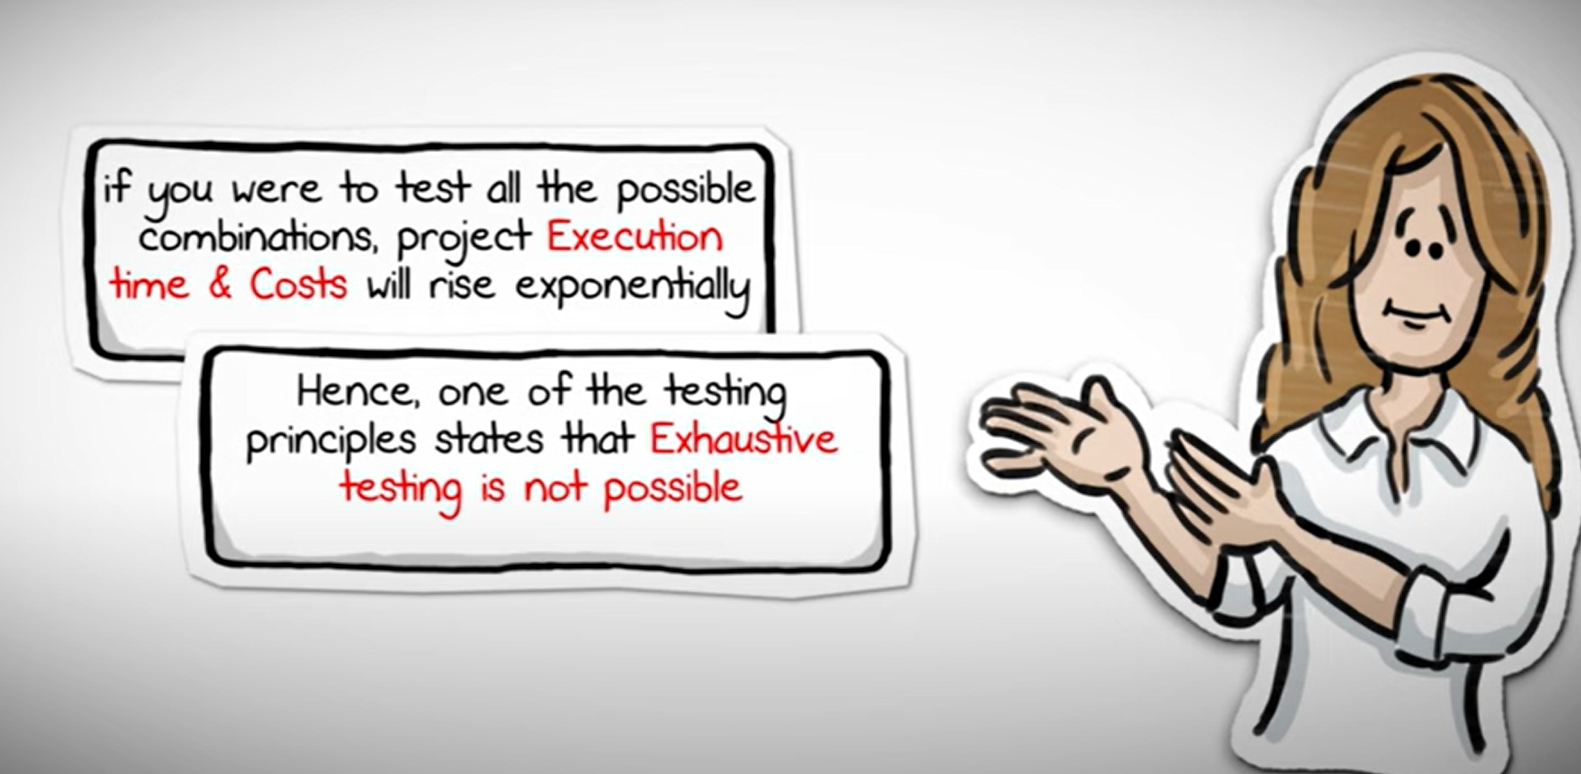 if you were to test all the possible
combinations, project Execution
time & Costs will rise exponentially
Hence, one of the testing
principles states that Exhaustive
testing is not possible